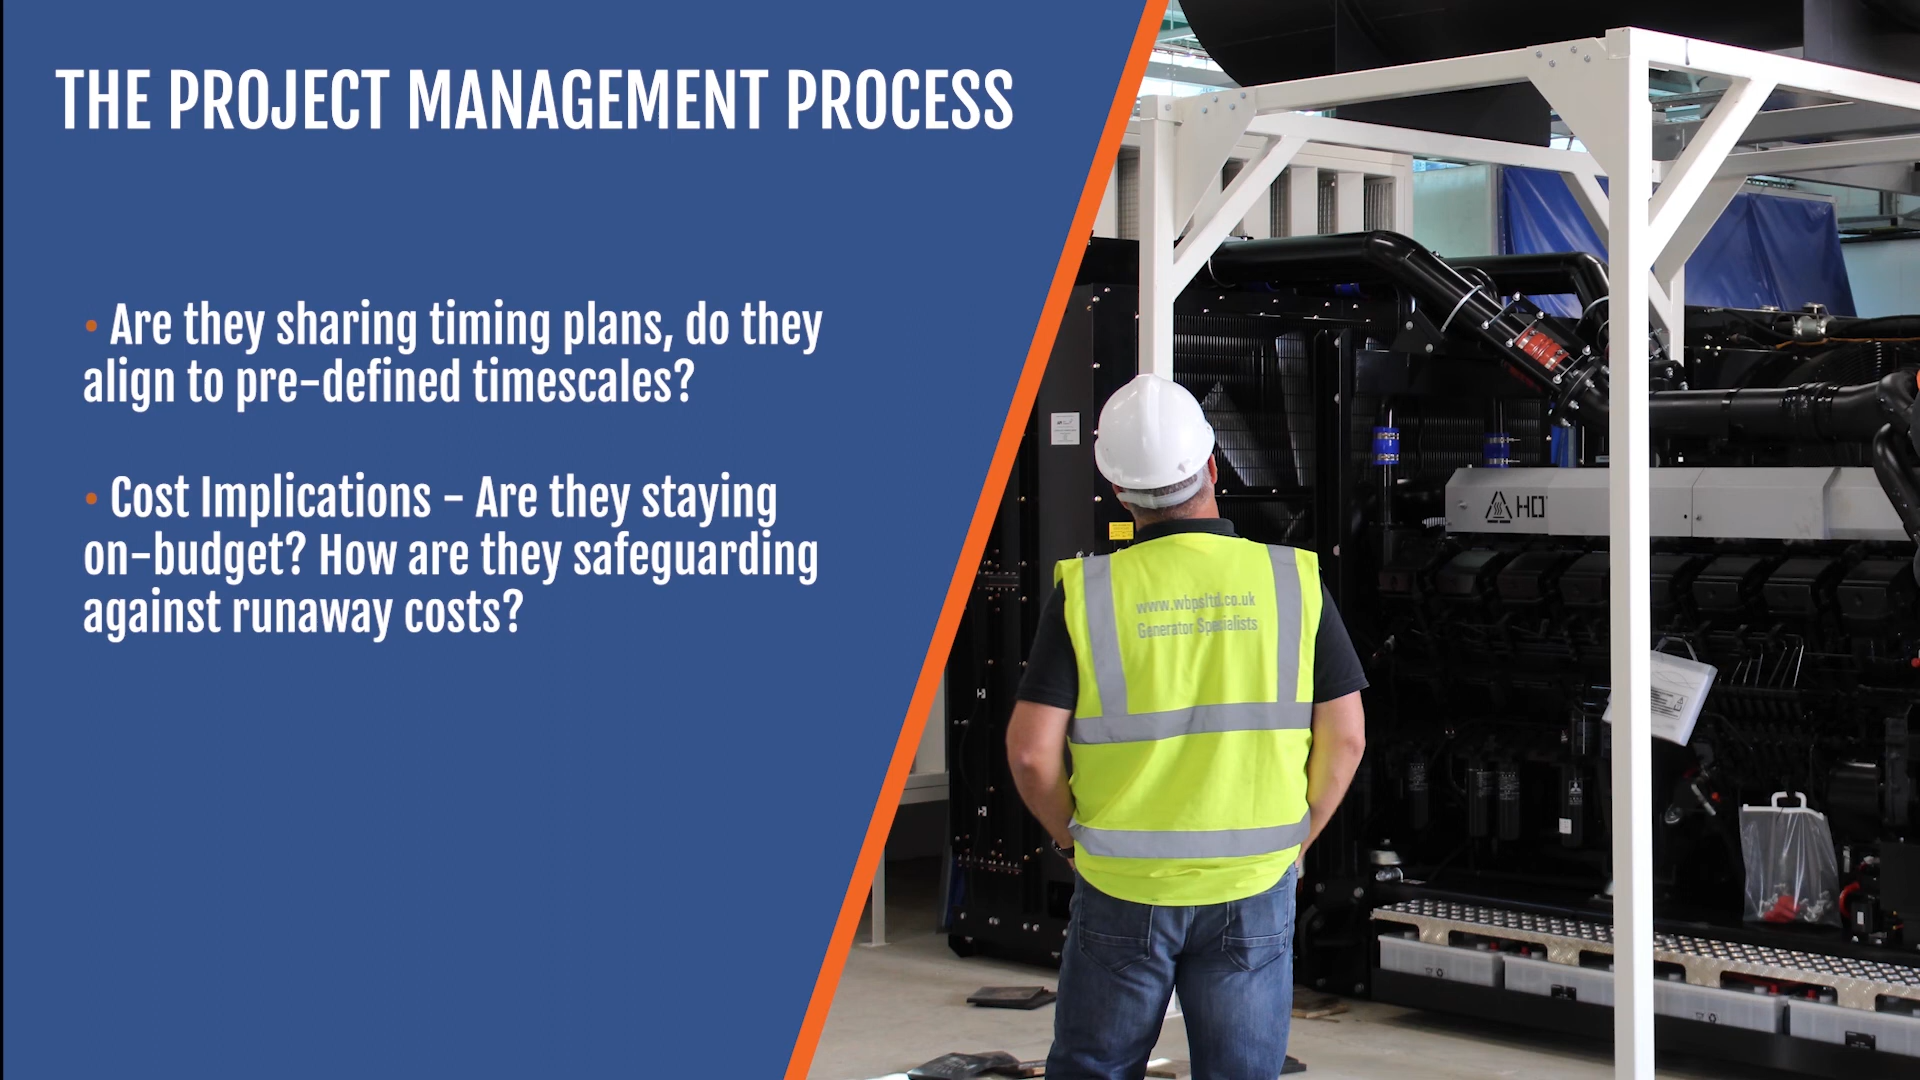 THE PROJECT MANAGEMENT PROCESS
• Are they sharing timing plans, do they
align to pre-defined timescales?
• Cost Implications - Are they staying
on-budget? How are they safeguarding
against runaway costs?
www.wbpsltd.co.uk
Generator Specialists
HOT